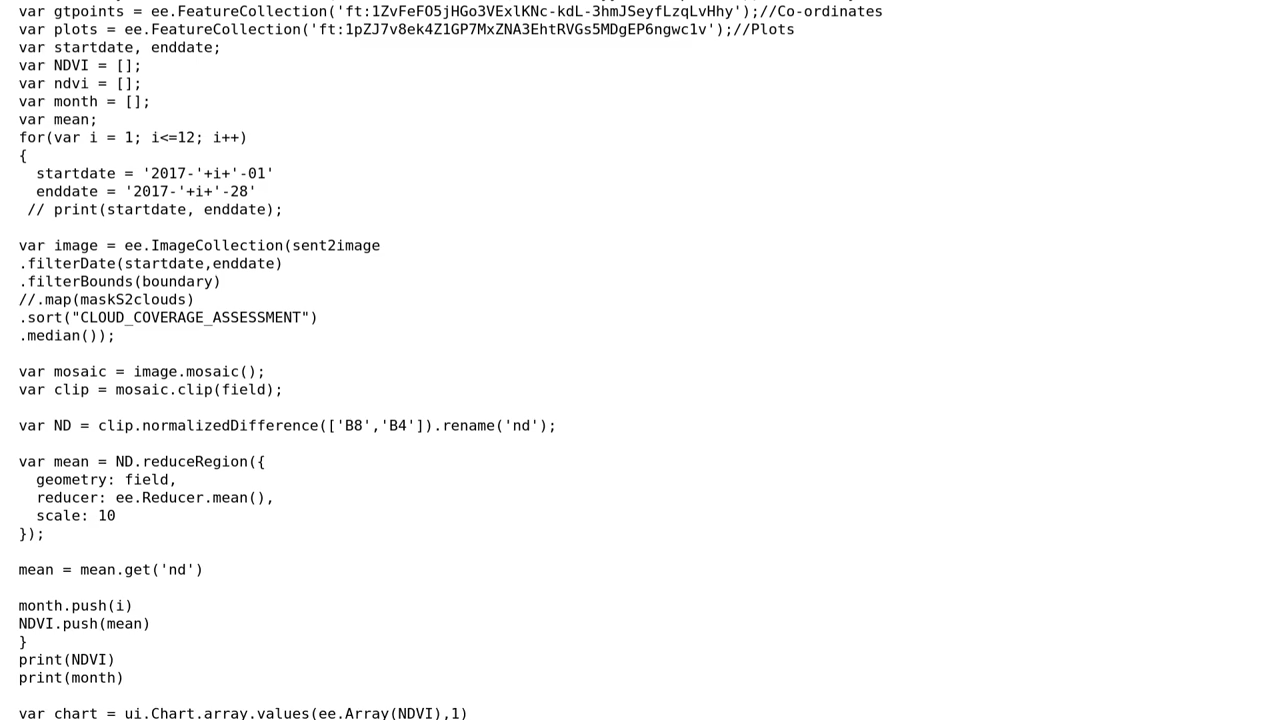 var gtpoints = ee.FeatureCollection('ft:1ZvFeFO5jHGo3VExlKNc-kdL-3hmJSeyfLzqLvHhy');//Co-ordinates
var plots = ee.FeatureCollection('ft:1pZJ7v8ek4Z1GP7MxZNA3EhtRVGs5MDgEP6ngwc1v');//Plots
var startdate, enddate;
var NDVI = [];
var ndvi = [];
var month = [];
var mean;
for(var i = 1; i<=12; i++)
{
  startdate = '2017-'+i+'-01'
  enddate = '2017-'+i+'-28'
 // print(startdate, enddate);

var image = ee.ImageCollection(sent2image
.filterDate(startdate,enddate)
.filterBounds(boundary)
//.map(maskS2clouds)
.sort("CLOUD_COVERAGE_ASSESSMENT")
.median());

var mosaic = image.mosaic();
var clip = mosaic.clip(field);

var ND = clip.normalizedDifference(['B8','B4']).rename('nd');

var mean = ND.reduceRegion({
  geometry: field,
  reducer: ee.Reducer.mean(),
  scale: 10
});

mean = mean.get('nd')

month.push(i)
NDVI.push(mean)
}
print(NDVI)
print(month)

var chart = ui.Chart.array.values(ee.Array(NDVI),1)